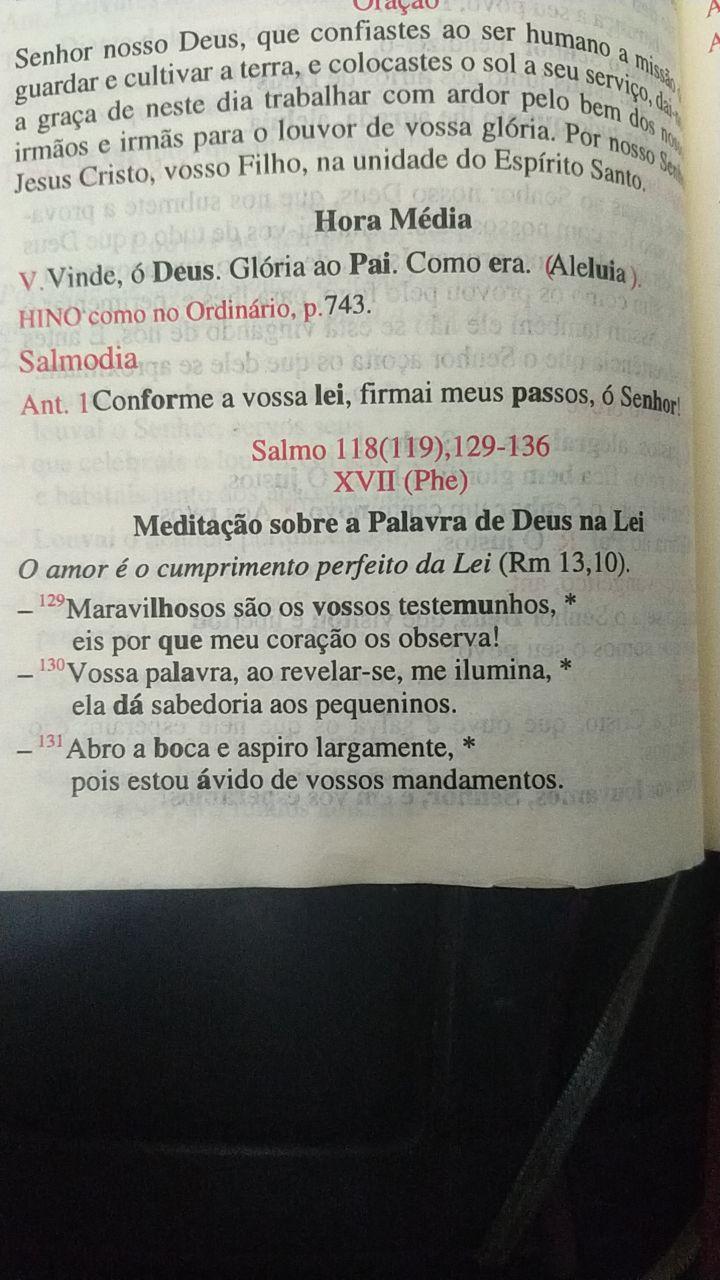 Oração
Senhor nosso Deus, que confiastes ao ser humano a missão
guardar e cultivar a terra, e colocastes o sol a seu serviço, dai-
a graça de neste dia trabalhar com ardor pelo bem dos
irmãos e irmãs para o louvor de vossa glória. Por nosso
Jesus Cristo, vosso Filho, na unidade do Espírito Santo.
Hora Média
V. Vinde, ó Deus. Glória ao Pai. Como era. (Aleluia).
HINO como no Ordinário, p.743.
Salmodia
Ant. 1 Conforme a vossa lei, firmai meus passos, ó Senhor!
Salmo 118(119),129-136
XVII (Phe)
Meditação sobre a Palavra de Deus na Lei
O amor é o cumprimento perfeito da Lei (Rm 13,10).
– 129 Maravilhosos são os vossos testemunhos, *
eis por que meu coração os observa!
– 130 Vossa palavra, ao revelar-se, me ilumina, *
ela dá sabedoria aos pequeninos.
– 131 Abro a boca e aspiro largamente, *
pois estou ávido de vossos mandamentos.